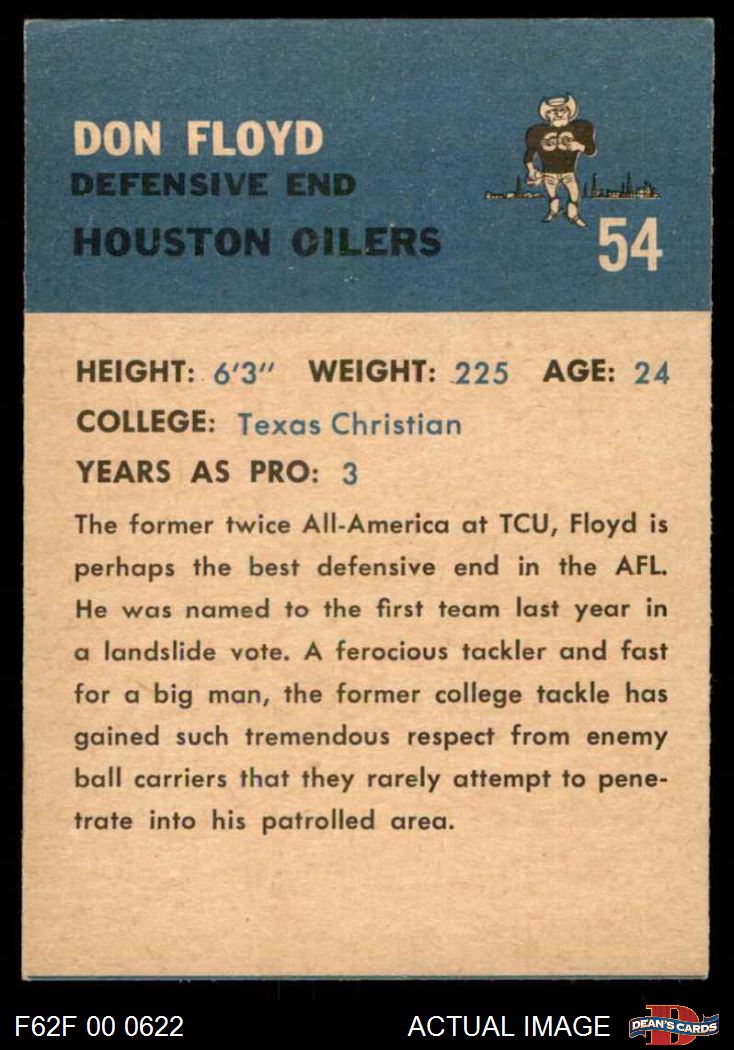 DON FLOYD
DEFENSIVE END
HOUSTON OILERS
54
HEIGHT: 6'3" WEIGHT: 225 AGE: 24
COLLEGE: Texas Christian
YEARS AS PRO: 3
The former twice All-America at TCU, Floyd is
perhaps the best defensive end in the AFL.
He was named to the first team last year in
a landslide vote. A ferocious tackler and fast
for a big man, the former college tackle has
gained such tremendous respect from enemy
ball carriers that they rarely attempt to pene-
trate into his patrolled area.
F62F 00 0622
ACTUAL IMAGE
D
DEAN'S CARDS